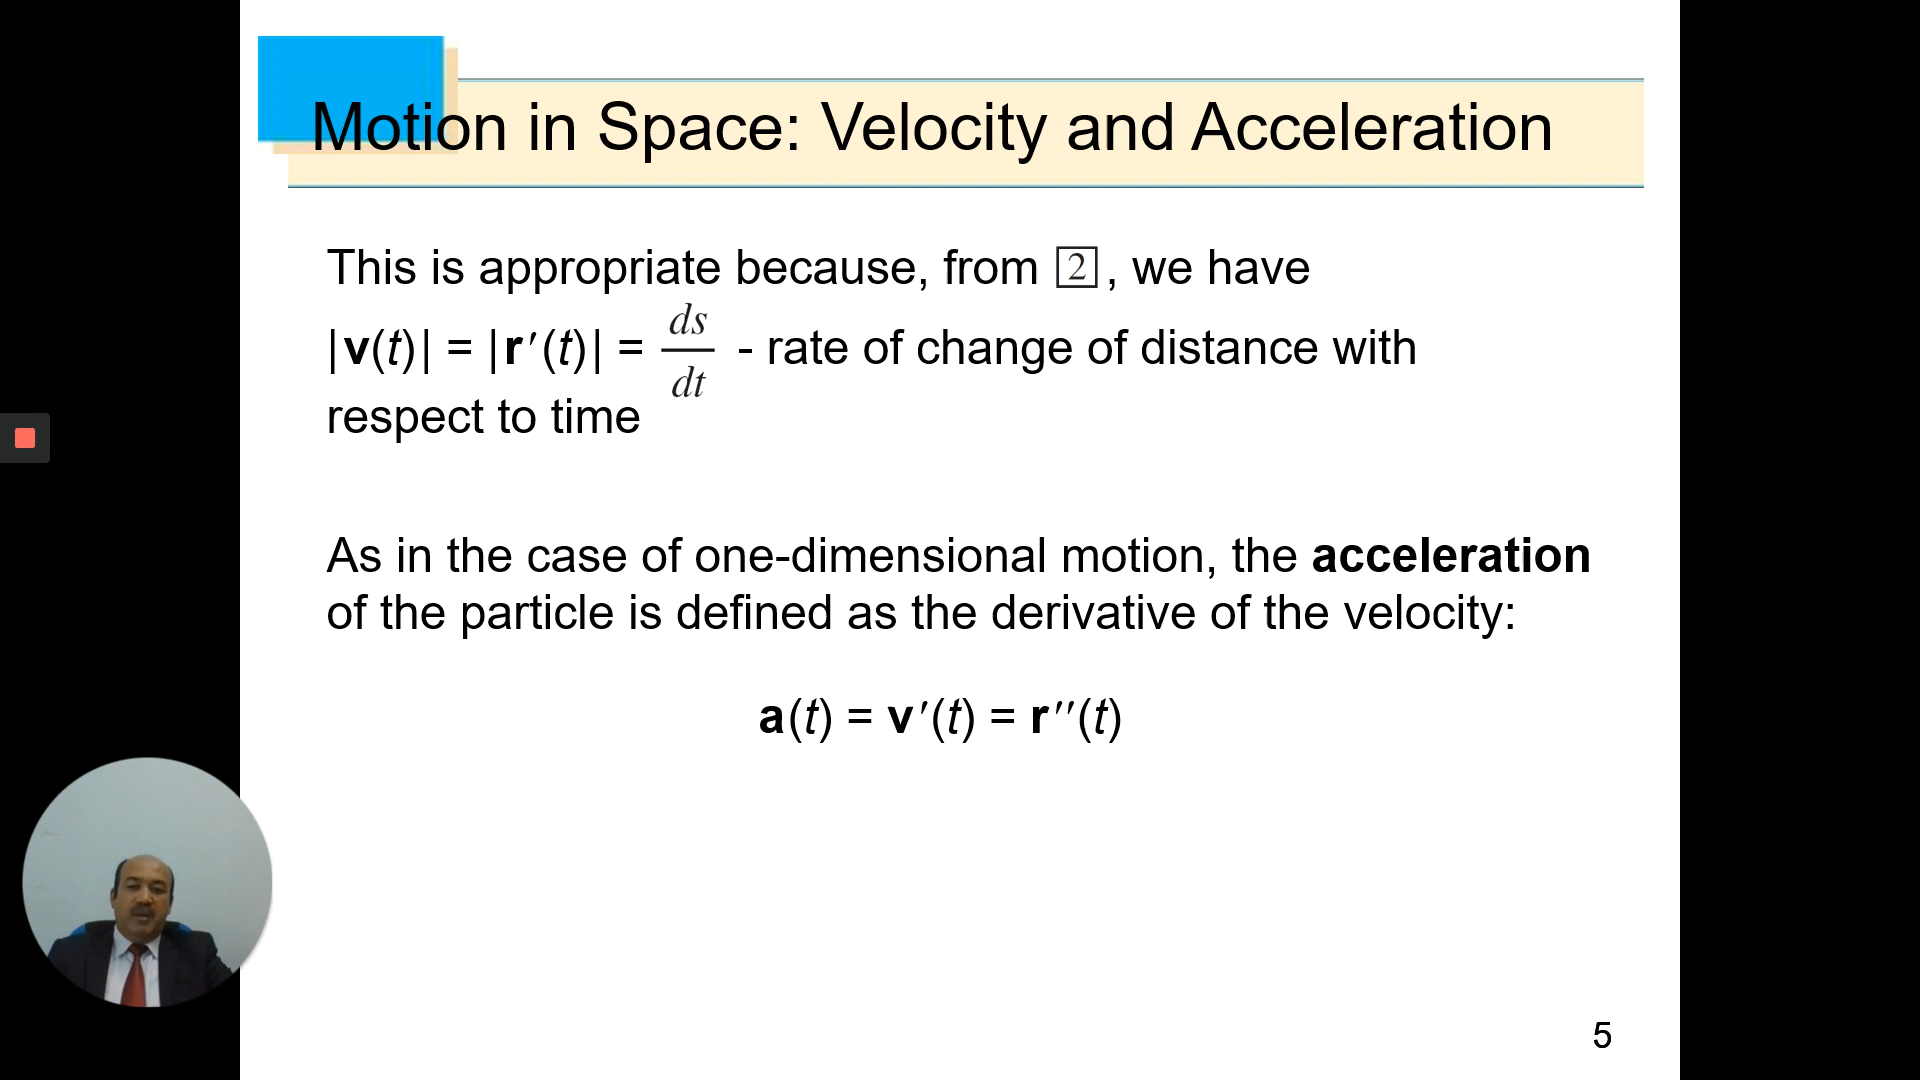 Motion in Space: Velocity and Acceleration
This is appropriate because, from 2, we have
|v(t)| = |r′(t)| = ds/dt - rate of change of distance with
respect to time
As in the case of one-dimensional motion, the acceleration
of the particle is defined as the derivative of the velocity:
a(t) = v′(t) = r′′(t)
5